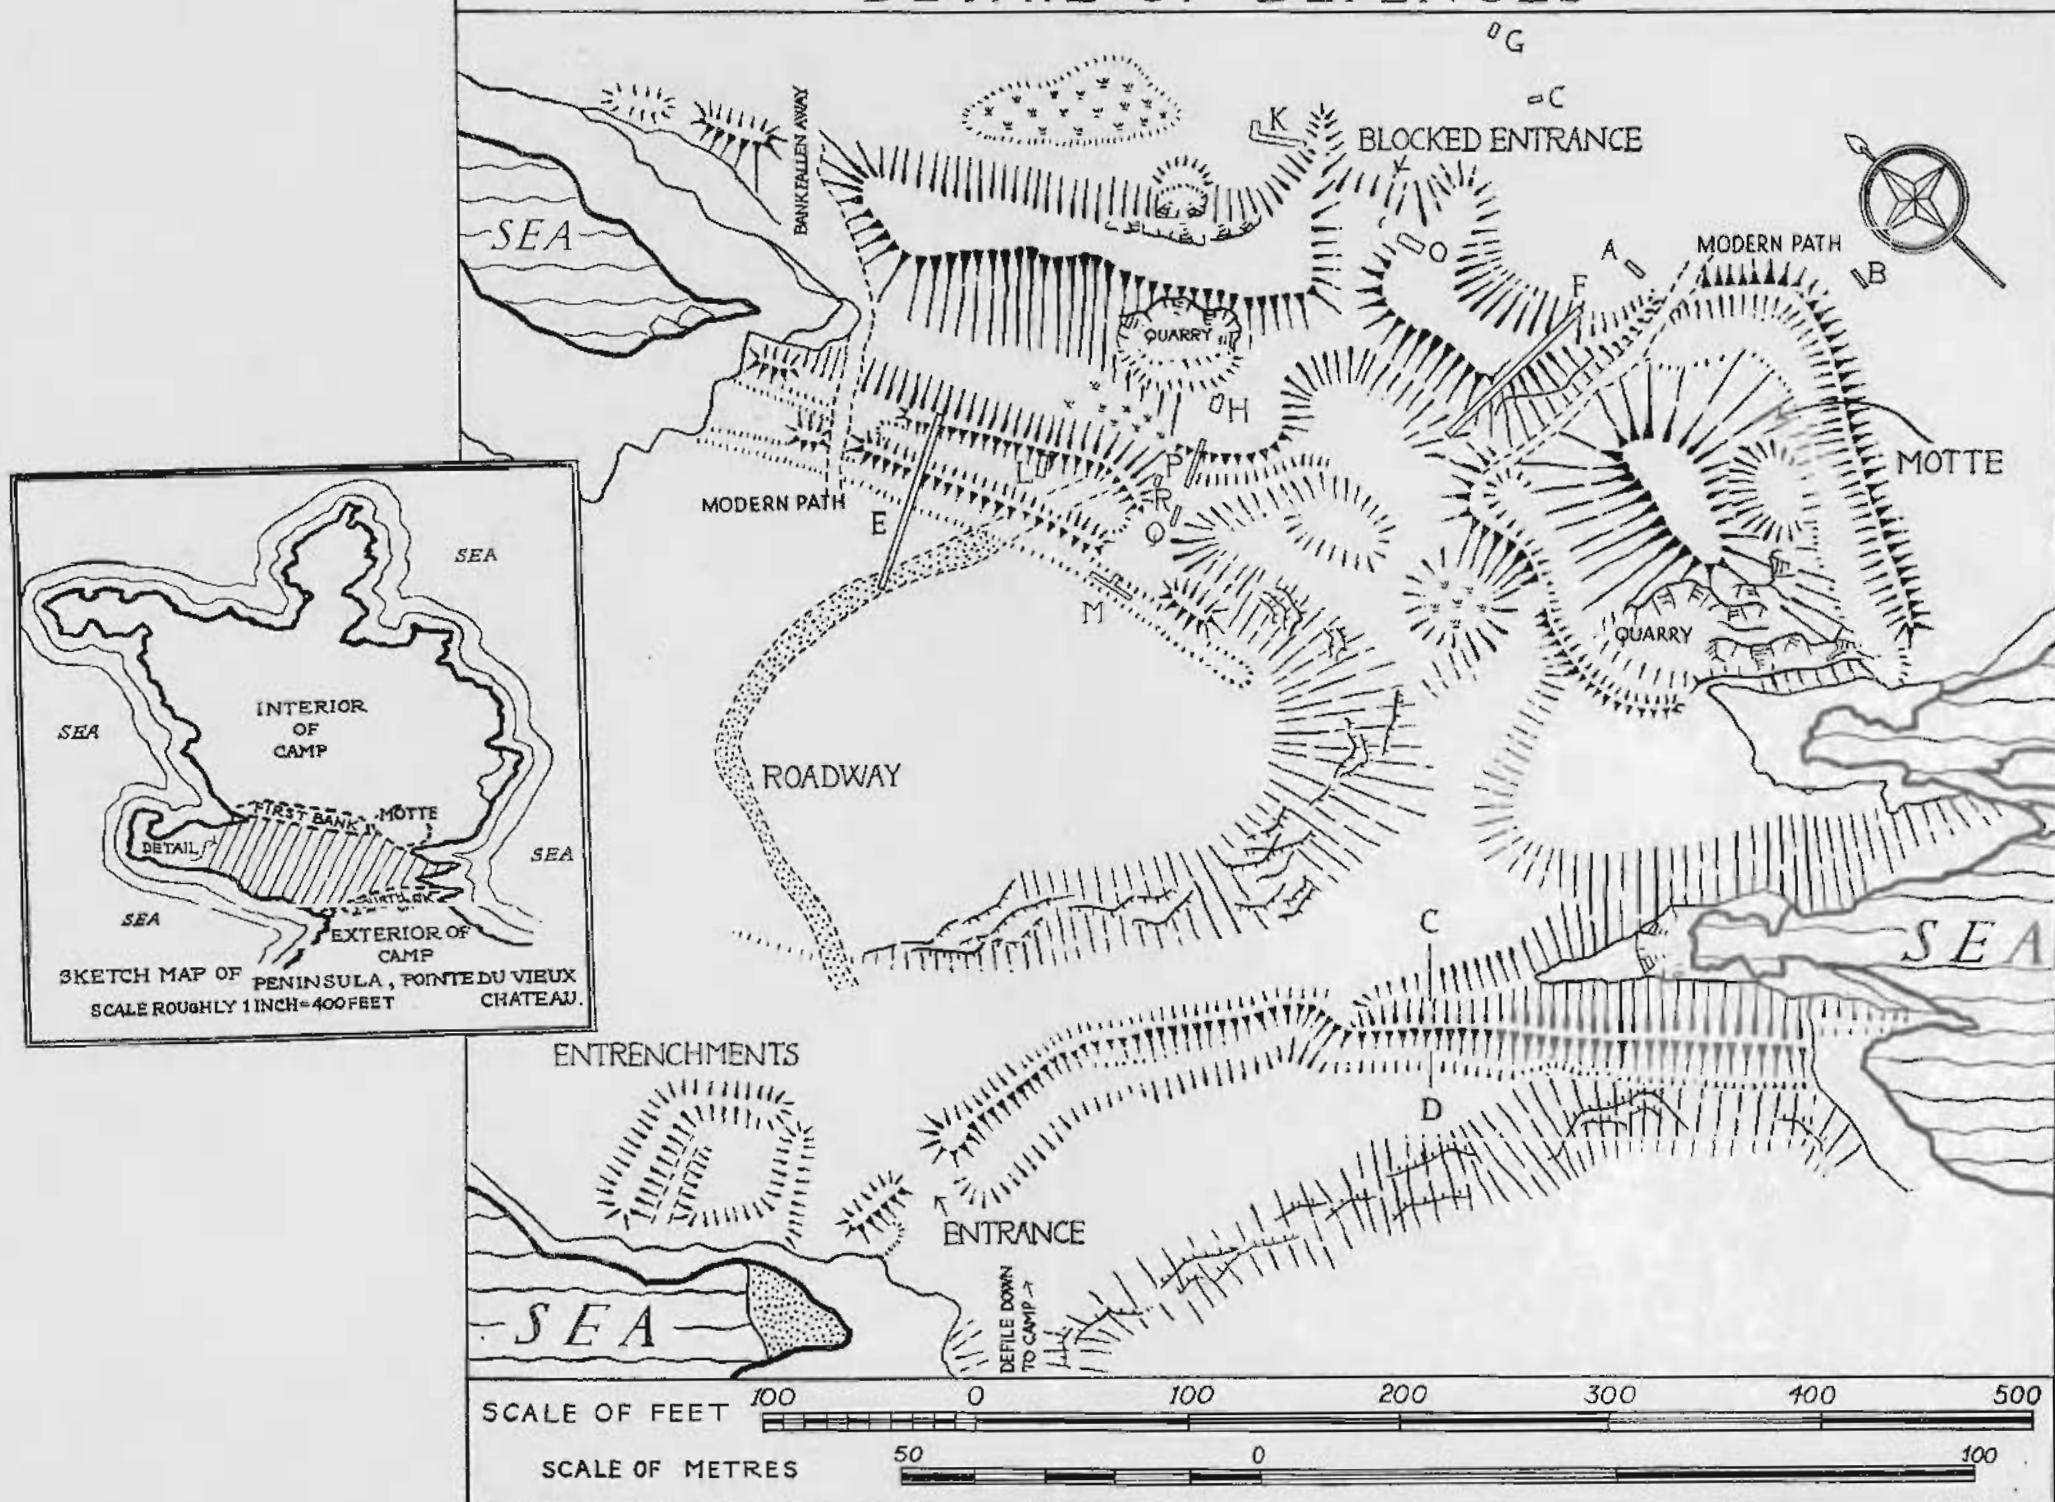 DETAIL OF DEFENCES
G
C
K
BLOCKED ENTRANCE
BANK FALLEN AWAY
SEA
O
A
MODERN PATH
B
F
QUARRY
H
MOTTE
L
P
R
Q
MODERN PATH
E
M
QUARRY
ROADWAY
C
SEA
D
ENTRENCHMENTS
ENTRANCE
DEFILE DOWN
TO CAMP
SEA
SEA
SEA
INTERIOR
OF
CAMP
FIRST BANK
MOTTE
DETAIL
SEA
SEA
EXTERIOR OF
CAMP
SKETCH MAP OF PENINSULA, POINTE DU VIEUX
CHATEAU.
SCALE ROUGHLY 1 INCH=400 FEET
SCALE OF FEET
100 0 100 200 300 400 500
SCALE OF METRES
50 0 100